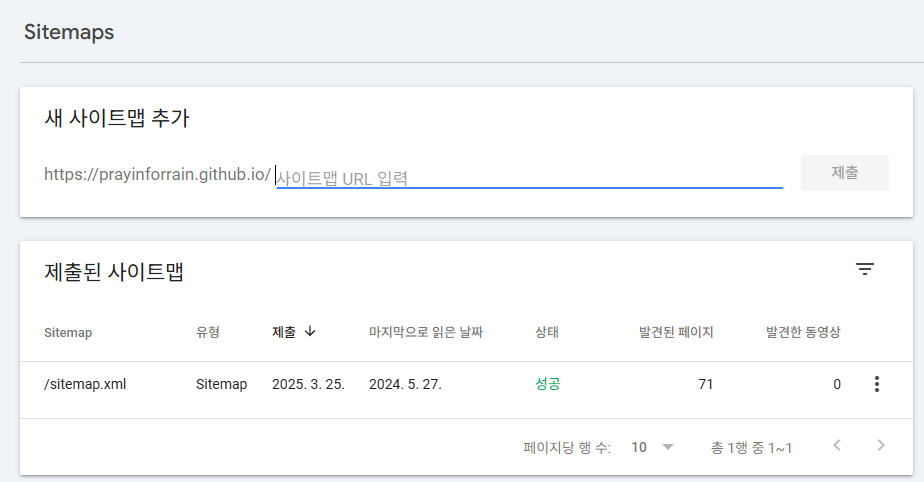 Sitemaps
새 사이트맵 추가
https://prayinforrain.github.io/ 사이트맵 URL 입력 제출
제출된 사이트맵
Sitemap 유형 제출 마지막으로 읽은 날짜 상태 발견된 페이지 발견한 동영상
/sitemap.xml Sitemap 2025. 3. 25. 2024. 5. 27. 성공 71 0
페이지당 행 수: 10 총 1행 중 1~1